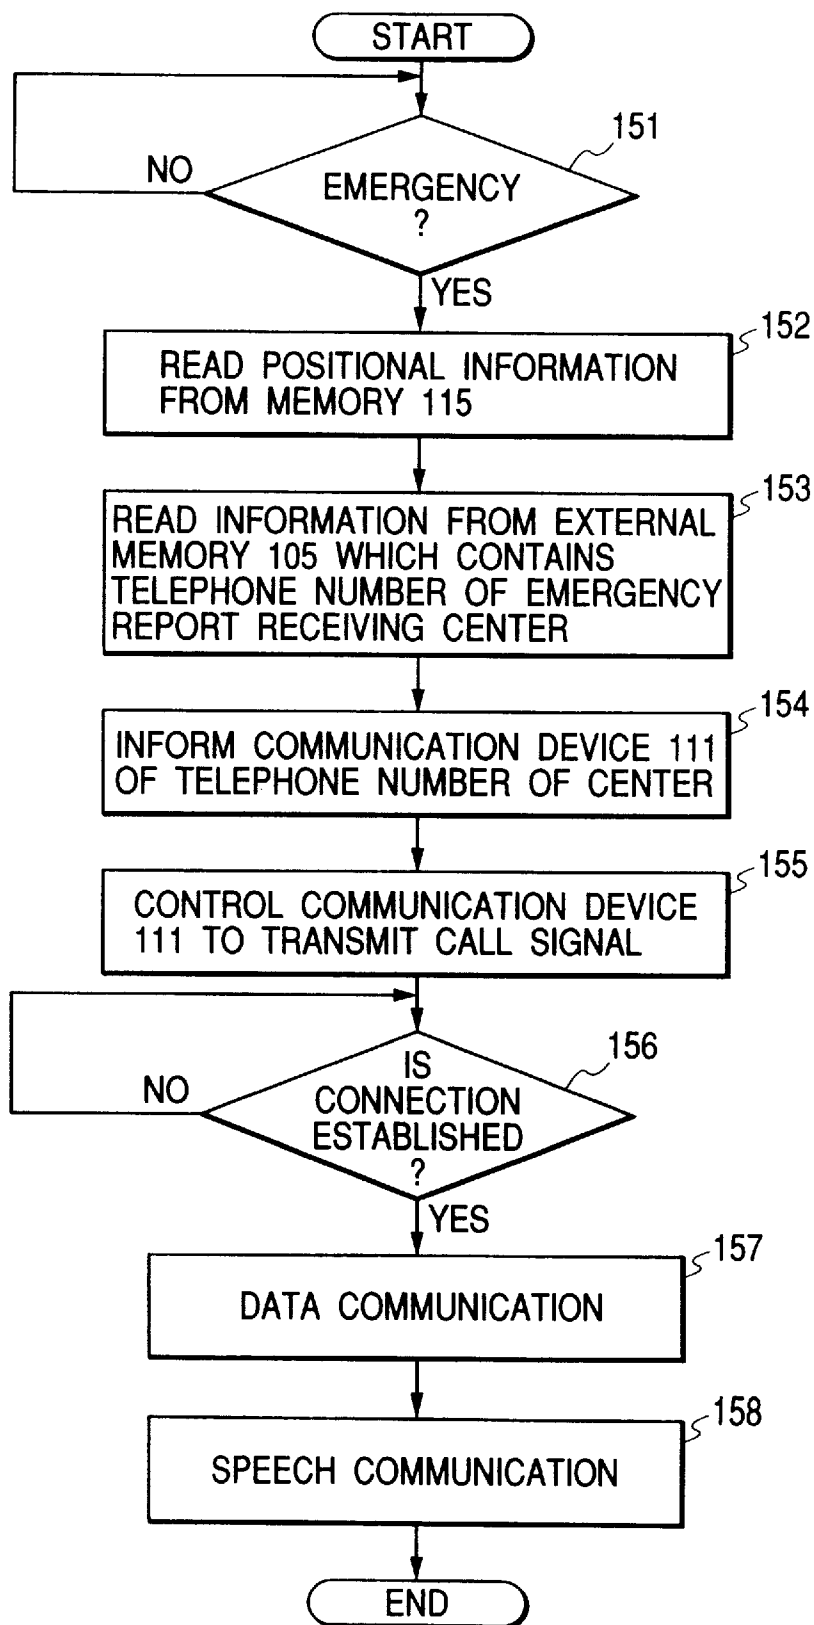 START
151
NO
EMERGENCY
?
YES
152
READ POSITIONAL INFORMATION
FROM MEMORY 115
153
READ INFORMATION FROM EXTERNAL
MEMORY 105 WHICH CONTAINS
TELEPHONE NUMBER OF EMERGENCY
REPORT RECEIVING CENTER
154
INFORM COMMUNICATION DEVICE 111
OF TELEPHONE NUMBER OF CENTER
155
CONTROL COMMUNICATION DEVICE
111 TO TRANSMIT CALL SIGNAL
156
NO
IS
CONNECTION
ESTABLISHED
?
YES
157
DATA COMMUNICATION
158
SPEECH COMMUNICATION
END